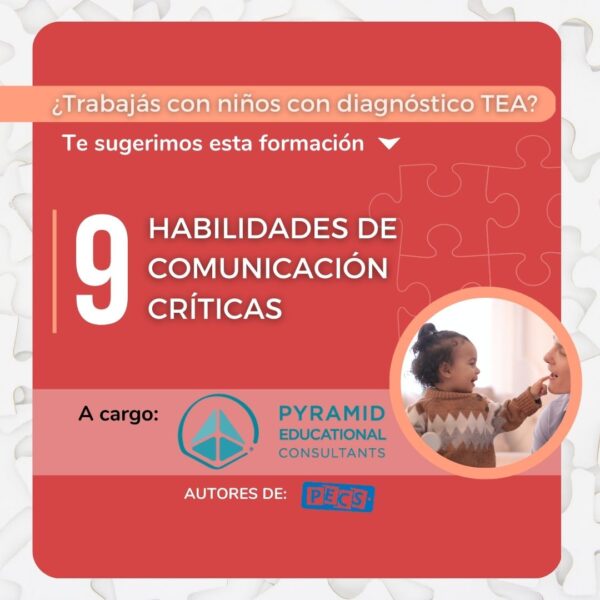 ¿Trabajás con niños con diagnóstico TEA?
Te sugerimos esta formación
9
HABILIDADES DE
COMUNICACIÓN
CRÍTICAS
A cargo:
PYRAMID
EDUCATIONAL
CONSULTANTS
AUTORES DE:
PECS